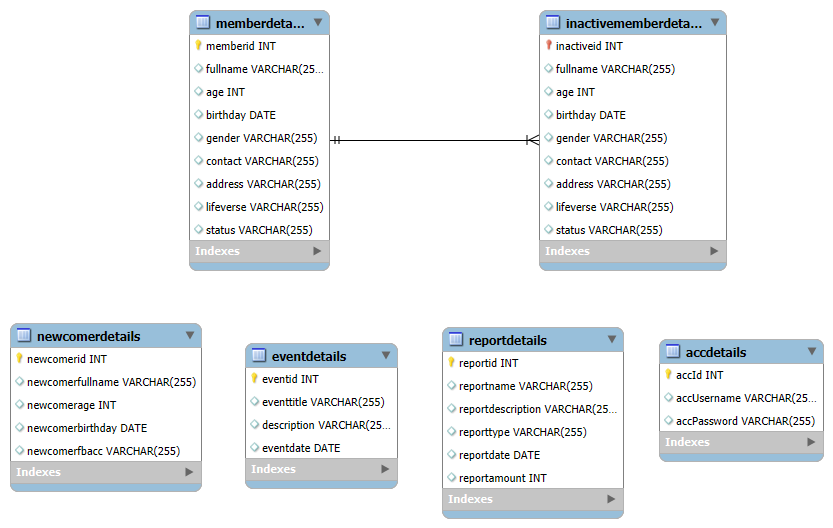 memberdeta...
memberid INT
fullname VARCHAR(25...
age INT
birthday DATE
gender VARCHAR(255)
contact VARCHAR(255)
address VARCHAR(255)
lifeverse VARCHAR(255)
status VARCHAR(255)
Indexes
inactivememberdeta...
inactiveid INT
fullname VARCHAR(255)
age INT
birthday DATE
gender VARCHAR(255)
contact VARCHAR(255)
address VARCHAR(255)
lifeverse VARCHAR(255)
status VARCHAR(255)
Indexes
newcomerdetails
newcomerid INT
newcomerfullname VARCHAR(255)
newcomerage INT
newcomerbirthday DATE
newcomerfbacc VARCHAR(255)
Indexes
eventdetails
eventid INT
eventtitle VARCHAR(255)
description VARCHAR(25...
eventdate DATE
Indexes
reportdetails
reportid INT
reportname VARCHAR(255)
reportdescription VARCHAR(25...
reporttype VARCHAR(255)
reportdate DATE
reportamount INT
Indexes
accdetails
accId INT
accUsername VARCHAR(25...
accPassword VARCHAR(255)
Indexes